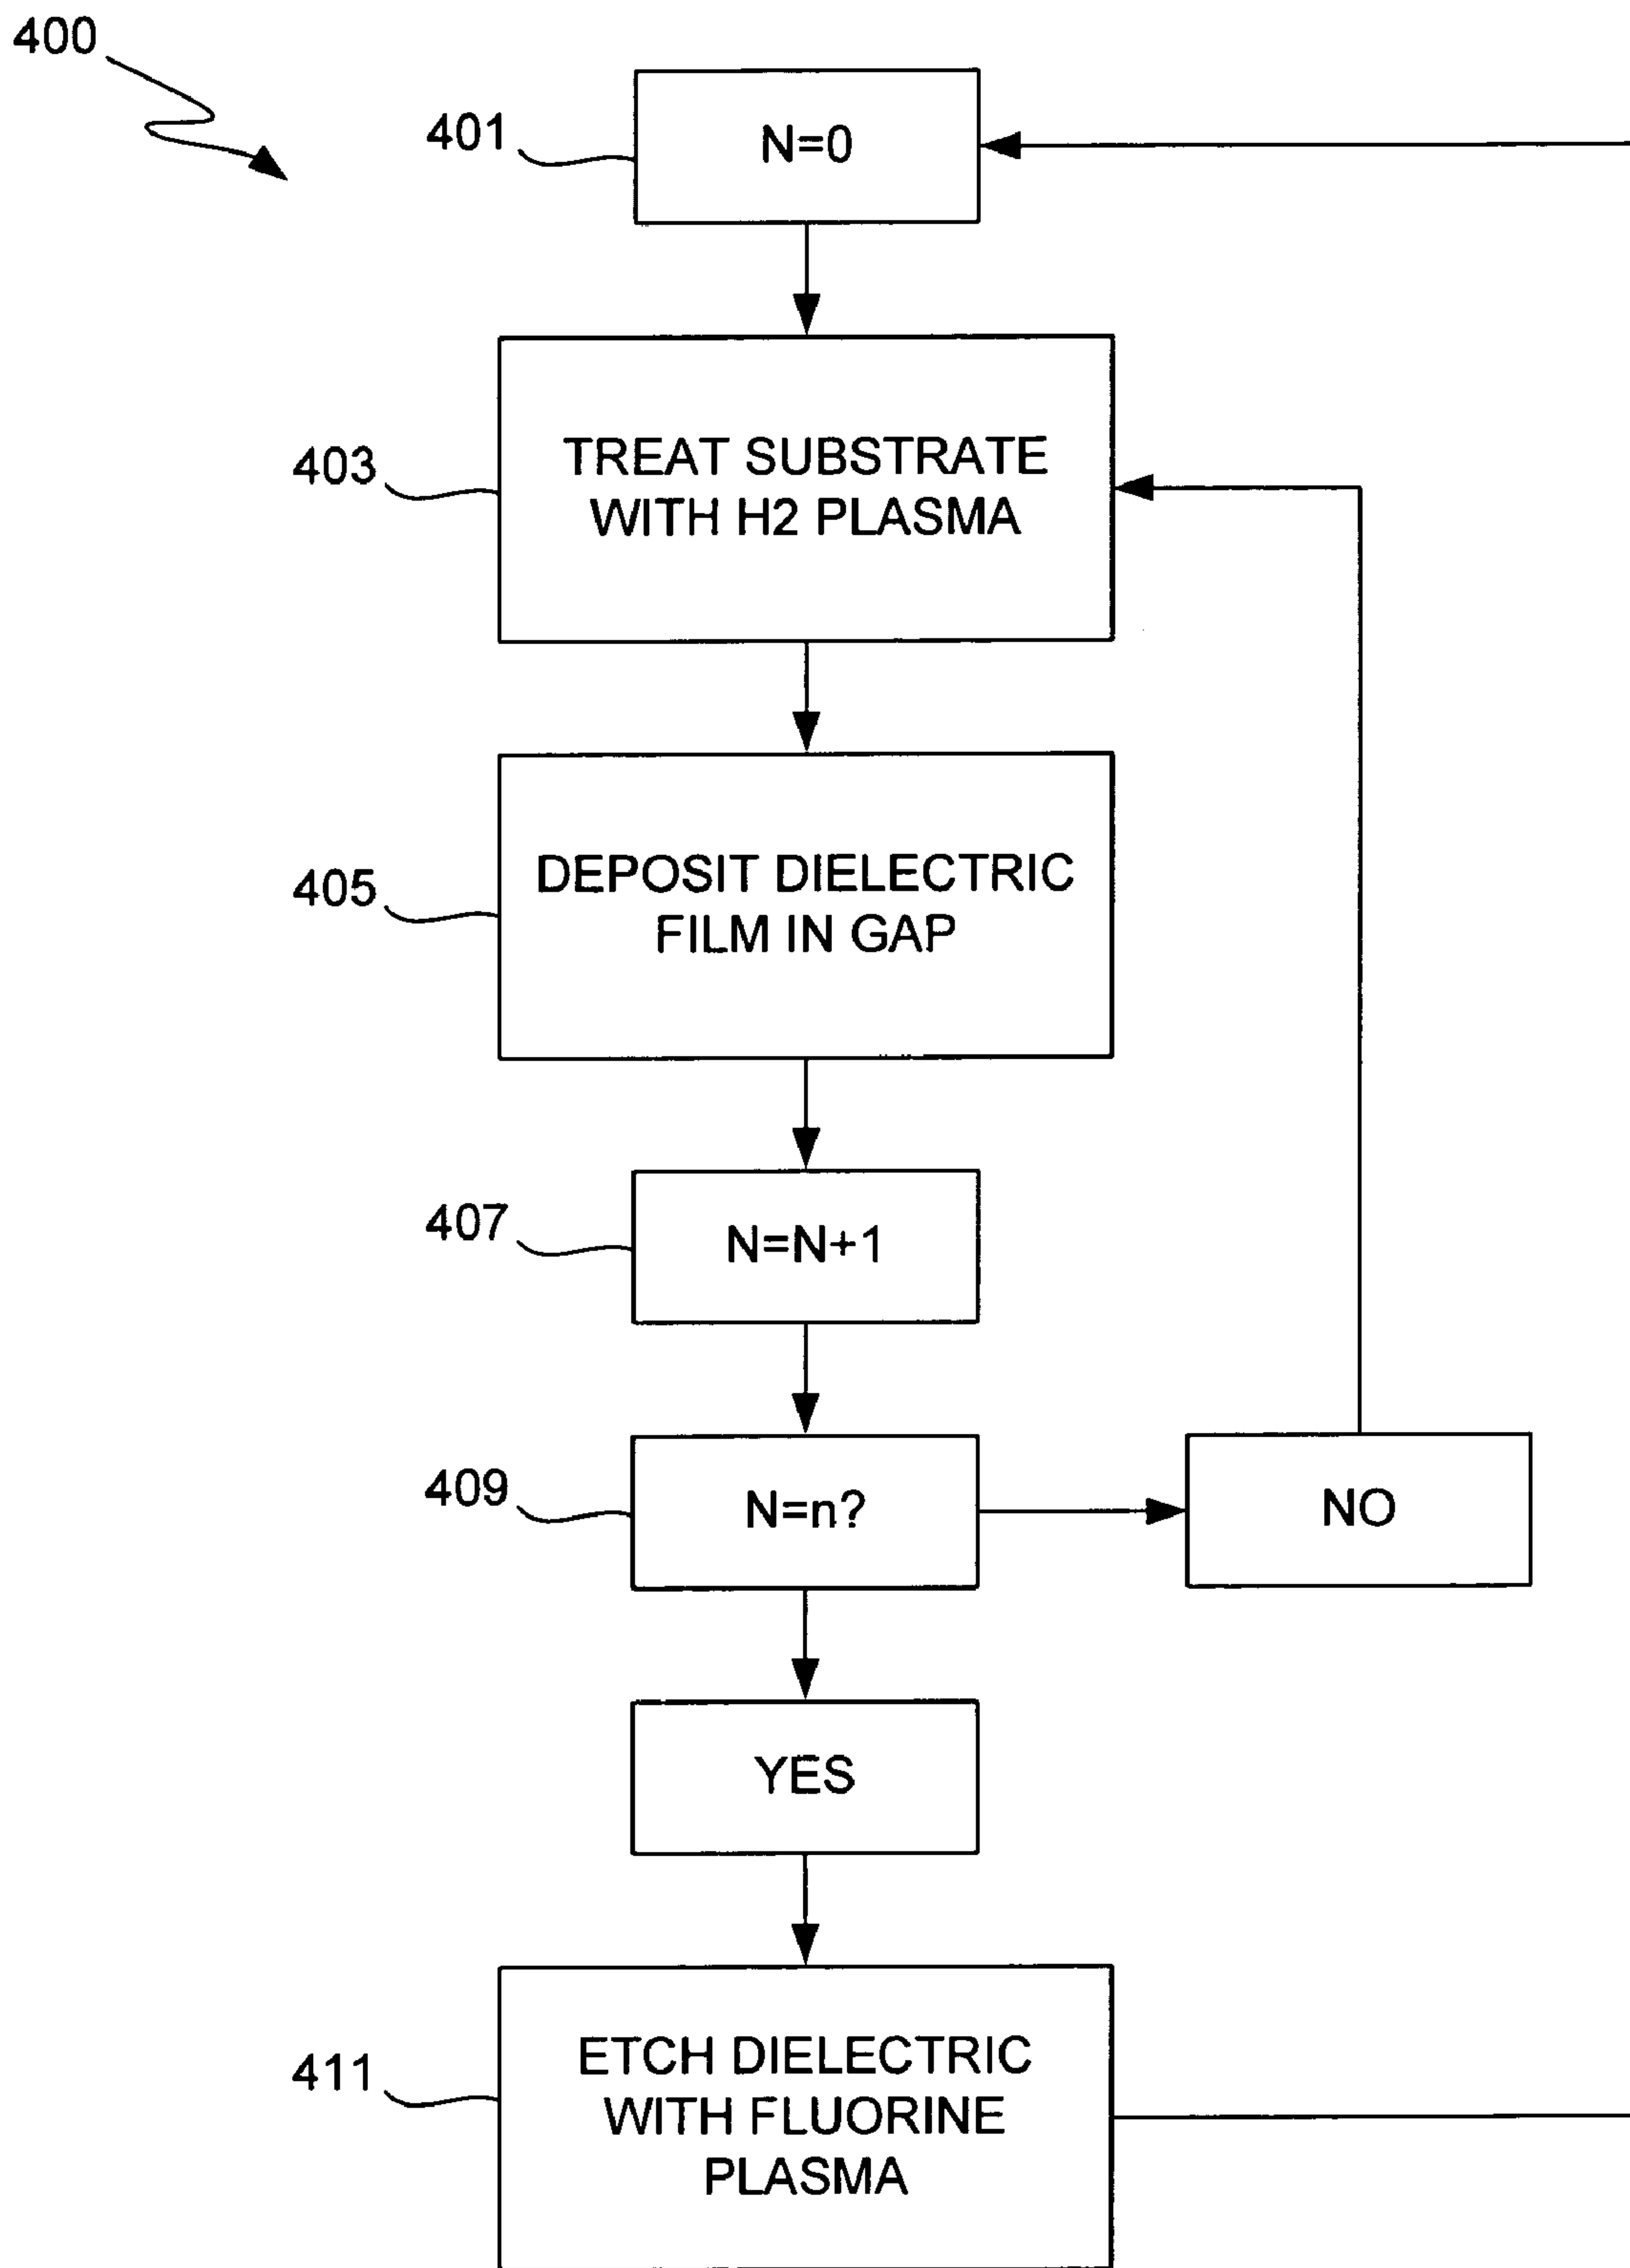 400
401
N=0
403
TREAT SUBSTRATE
WITH H2 PLASMA
405
DEPOSIT DIELECTRIC
FILM IN GAP
407
N=N+1
409
N=n?
NO
YES
411
ETCH DIELECTRIC
WITH FLUORINE
PLASMA